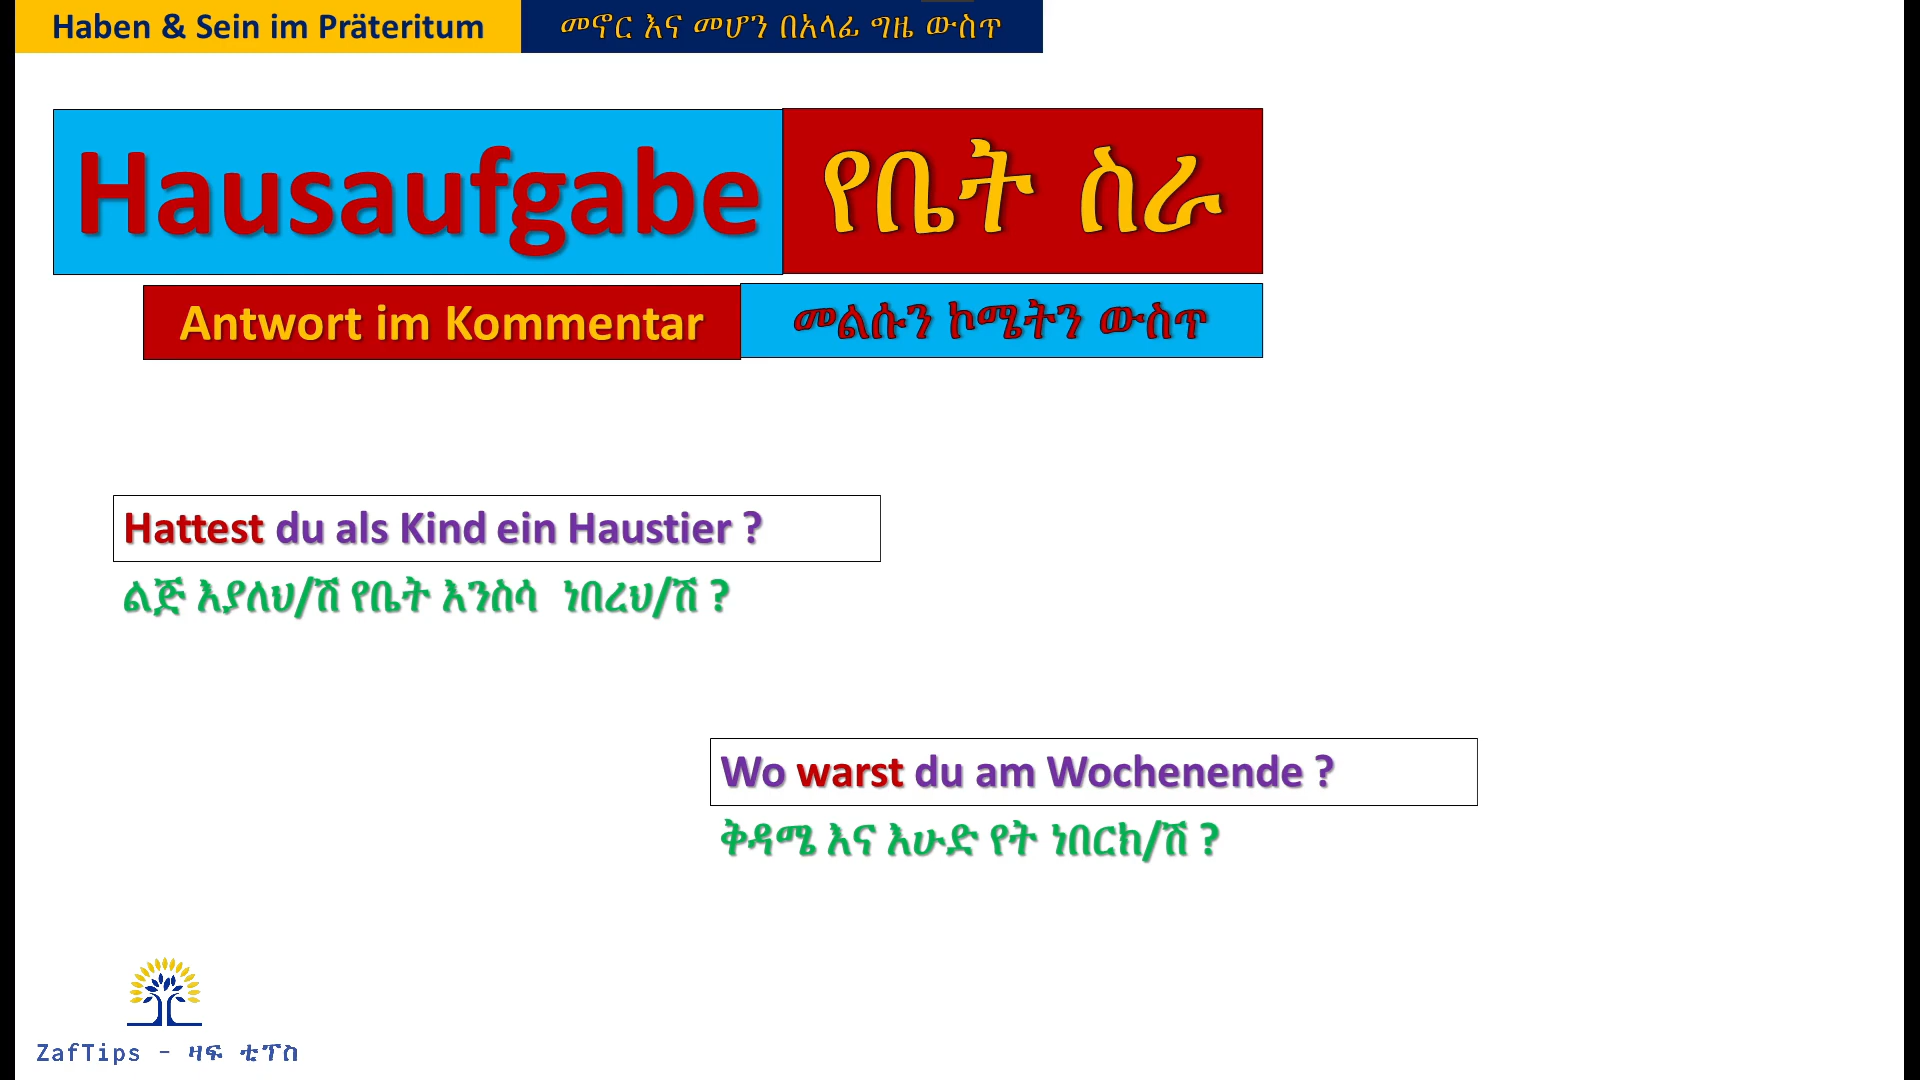 Haben & Sein im Präteritum
መኖር እና መሆን በአላፊ ግዜ ውስጥ
Hausaufgabe
የቤት ስራ
Antwort im Kommentar
መልሱን ኮሜትን ውስጥ
Hattest du als Kind ein Haustier ?
ልጅ እያለህ/ሽ የቤት እንስሳ ነበረህ/ሽ ?
Wo warst du am Wochenende ?
ቅዳሜ እና እሁድ የት ነበርክ/ሽ ?
ZafTips - ዛፍ ቲፕስ